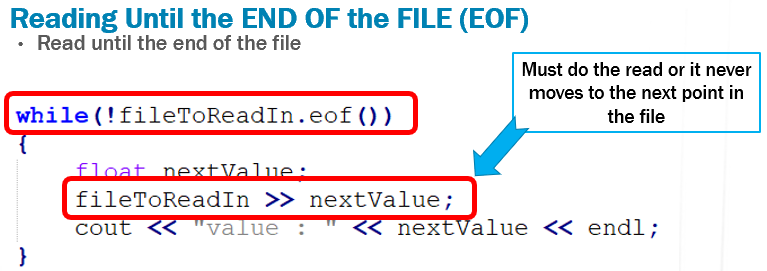 Reading Until the END OF the FILE (EOF)
• Read until the end of the file
Must do the read or it never
moves to the next point in
the file
while(!fileToReadIn.eof())
{
float nextValue;
fileToReadIn >> nextValue;
cout << "value : " << nextValue << endl;
}